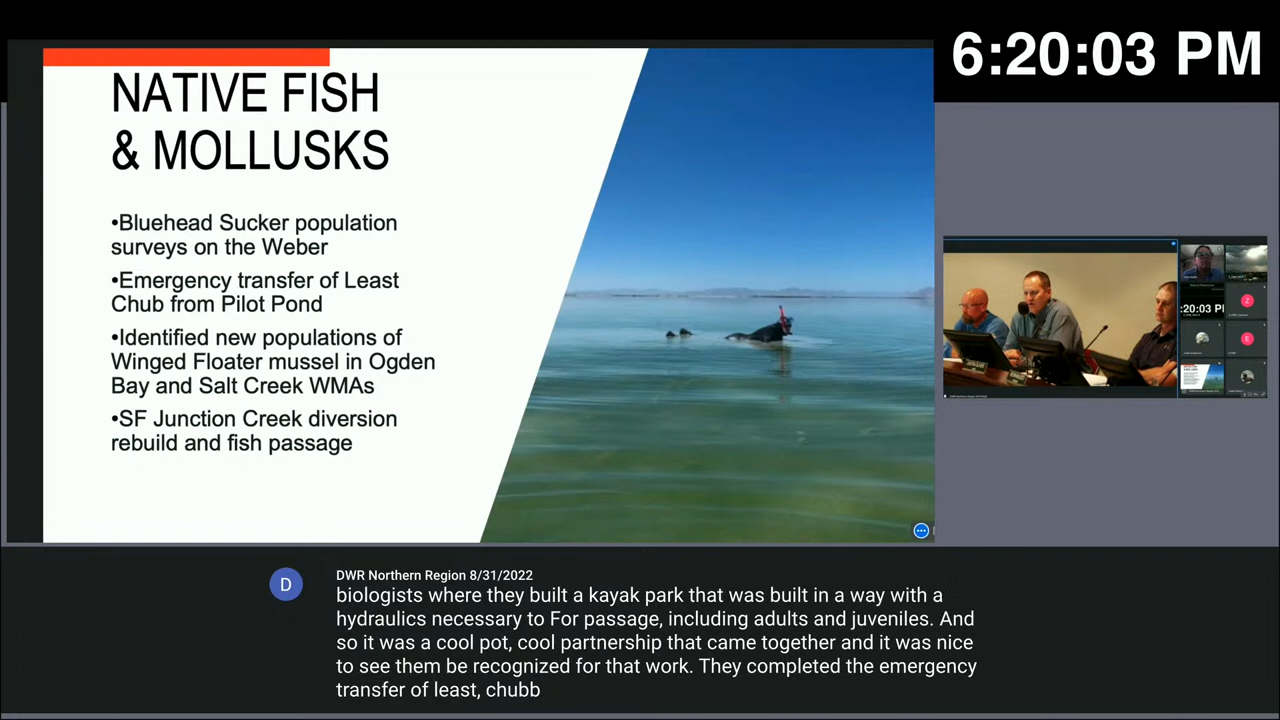 6:20:03 PM
NATIVE FISH
& MOLLUSKS
•Bluehead Sucker population
surveys on the Weber
•Emergency transfer of Least
Chub from Pilot Pond
•Identified new populations of
Winged Floater mussel in Ogden
Bay and Salt Creek WMAs
•SF Junction Creek diversion
rebuild and fish passage
:20:03 P
Z
E
D
DWR Northern Region 8/31/2022
biologists where they built a kayak park that was built in a way with a
hydraulics necessary to For passage, including adults and juveniles. And
so it was a cool pot, cool partnership that came together and it was nice
to see them be recognized for that work. They completed the emergency
transfer of least, chubb